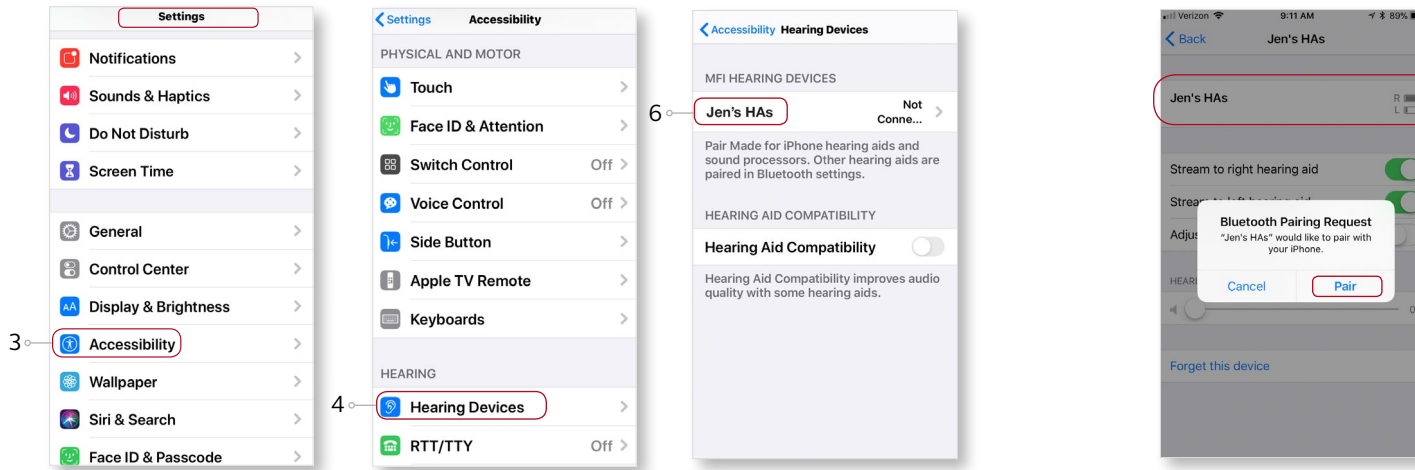 Settings
Notifications
Sounds & Haptics
Do Not Disturb
Screen Time
General
Control Center
AA Display & Brightness
3 Accessibility
Wallpaper
Siri & Search
Face ID & Passcode
Settings Accessibility
PHYSICAL AND MOTOR
Touch
Face ID & Attention
Switch Control Off
Voice Control Off
Side Button
Apple TV Remote
Keyboards
HEARING
4 Hearing Devices
RTT/TTY Off
Accessibility Hearing Devices
MFI HEARING DEVICES
6 Jen's HAs Not
Conne...
Pair Made for iPhone hearing aids and
sound processors. Other hearing aids are
paired in Bluetooth settings.
HEARING AID COMPATIBILITY
Hearing Aid Compatibility
Hearing Aid Compatibility improves audio
quality with some hearing aids.
Verizon 9:11 AM 89%
Back Jen's HAs
Jen's HAs R
L
Stream to right hearing aid
Bluetooth Pairing Request
"Jen's HAs" would like to pair with
your iPhone.
Cancel Pair
Forget this device